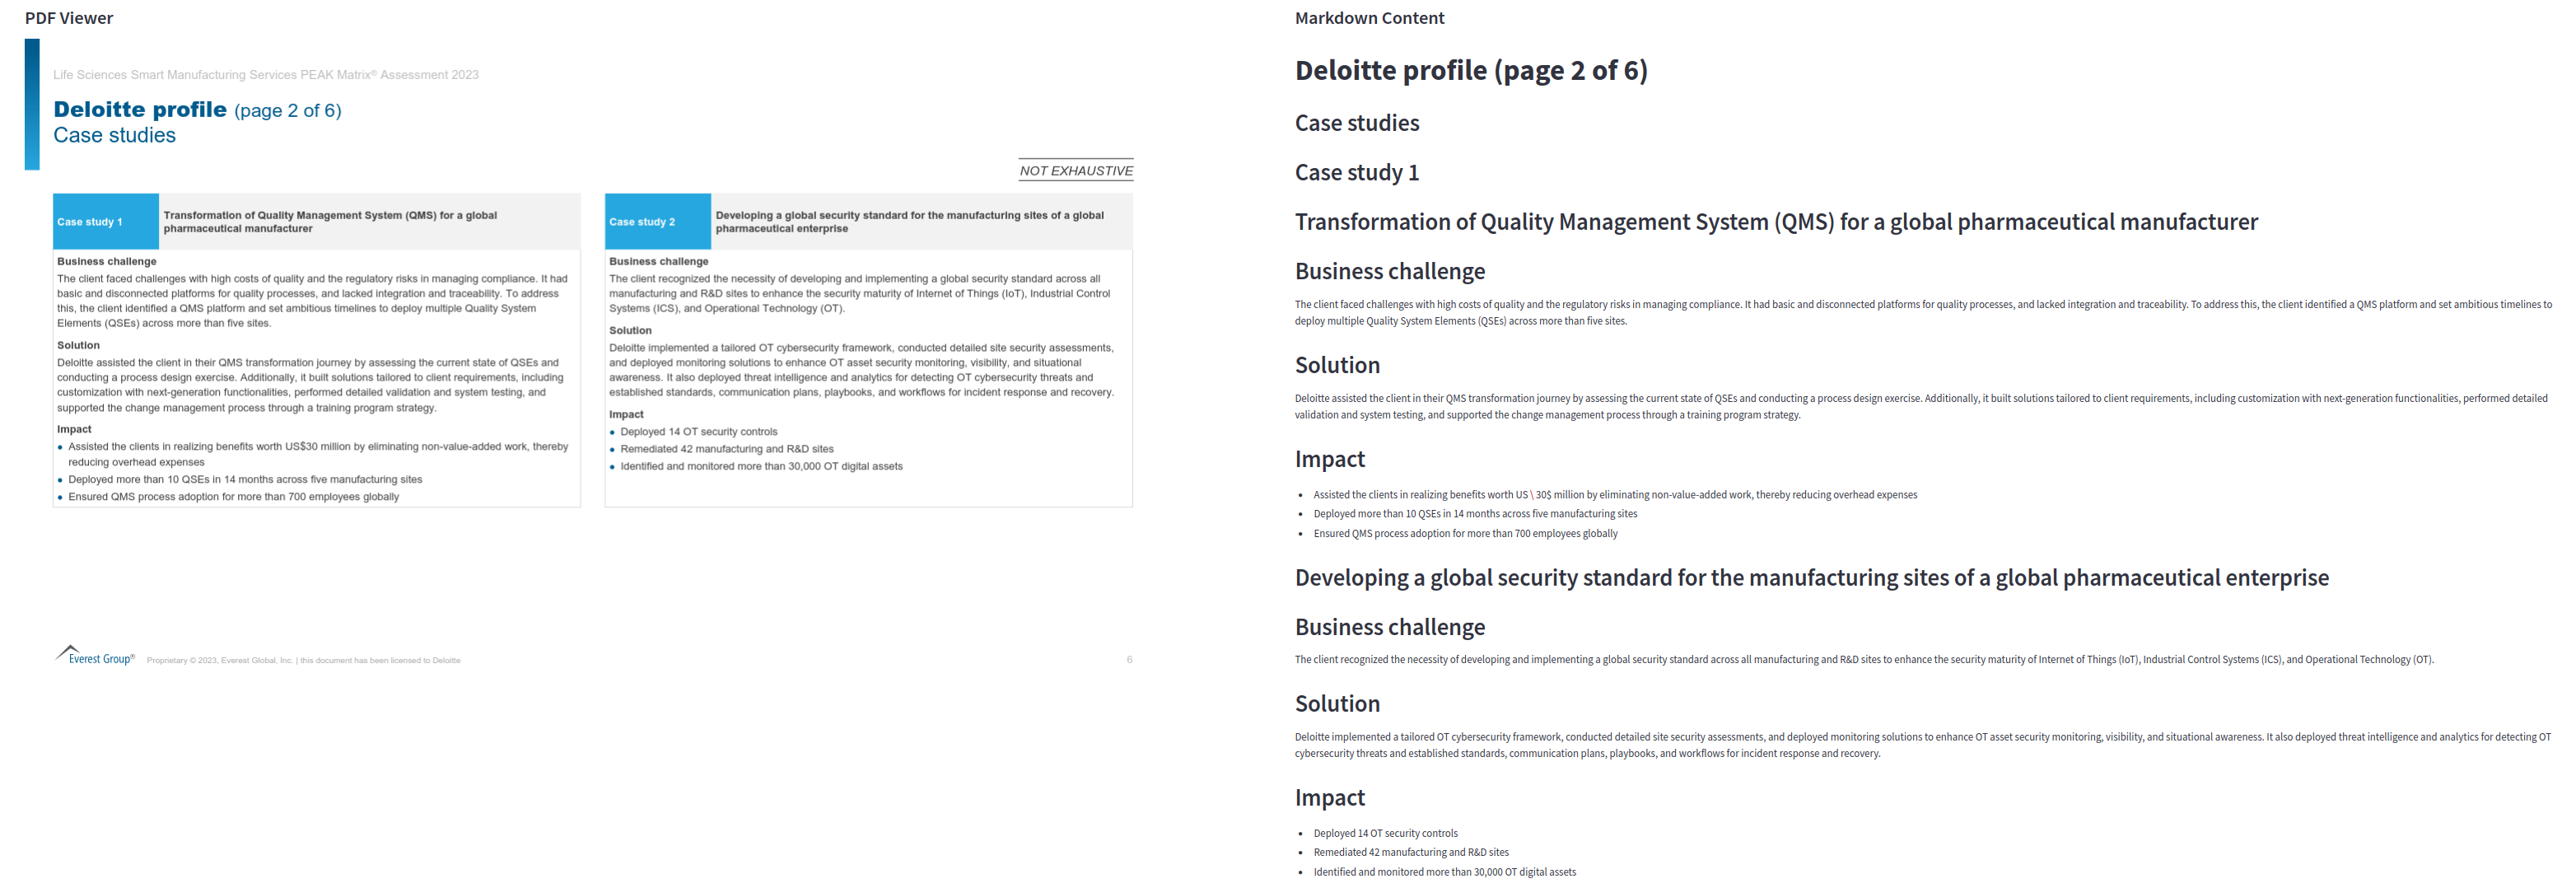 PDF Viewer
Life Sciences Smart Manufacturing Services PEAK Matrix® Assessment 2023
Deloitte profile (page 2 of 6)
Case studies
NOT EXHAUSTIVE
Case study 1
Transformation of Quality Management System (QMS) for a global
pharmaceutical manufacturer
Business challenge
The client faced challenges with high costs of quality and the regulatory risks in managing compliance. It had
basic and disconnected platforms for quality processes, and lacked integration and traceability. To address
this, the client identified a QMS platform and set ambitious timelines to deploy multiple Quality System
Elements (QSEs) across more than five sites.
Solution
Deloitte assisted the client in their QMS transformation journey by assessing the current state of QSEs and
conducting a process design exercise. Additionally, it built solutions tailored to client requirements, including
customization with next-generation functionalities, performed detailed validation and system testing, and
supported the change management process through a training program strategy.
Impact
• Assisted the clients in realizing benefits worth US$30 million by eliminating non-value-added work, thereby
reducing overhead expenses
• Deployed more than 10 QSEs in 14 months across five manufacturing sites
• Ensured QMS process adoption for more than 700 employees globally
Case study 2
Developing a global security standard for the manufacturing sites of a global
pharmaceutical enterprise
Business challenge
The client recognized the necessity of developing and implementing a global security standard across all
manufacturing and R&D sites to enhance the security maturity of Internet of Things (IoT), Industrial Control
Systems (ICS), and Operational Technology (OT).
Solution
Deloitte implemented a tailored OT cybersecurity framework, conducted detailed site security assessments,
and deployed monitoring solutions to enhance OT asset security monitoring, visibility, and situational
awareness. It also deployed threat intelligence and analytics for detecting OT cybersecurity threats and
established standards, communication plans, playbooks, and workflows for incident response and recovery.
Impact
• Deployed 14 OT security controls
• Remediated 42 manufacturing and R&D sites
• Identified and monitored more than 30,000 OT digital assets
Everest Group® Proprietary © 2023, Everest Global, Inc. | this document has been licensed to Deloitte
6
Markdown Content
Deloitte profile (page 2 of 6)
Case studies
Case study 1
Transformation of Quality Management System (QMS) for a global pharmaceutical manufacturer
Business challenge
The client faced challenges with high costs of quality and the regulatory risks in managing compliance. It had basic and disconnected platforms for quality processes, and lacked integration and traceability. To address this, the client identified a QMS platform and set ambitious timelines to
deploy multiple Quality System Elements (QSEs) across more than five sites.
Solution
Deloitte assisted the client in their QMS transformation journey by assessing the current state of QSEs and conducting a process design exercise. Additionally, it built solutions tailored to client requirements, including customization with next-generation functionalities, performed detailed
validation and system testing, and supported the change management process through a training program strategy.
Impact
• Assisted the clients in realizing benefits worth US \ 30$ million by eliminating non-value-added work, thereby reducing overhead expenses
• Deployed more than 10 QSEs in 14 months across five manufacturing sites
• Ensured QMS process adoption for more than 700 employees globally
Developing a global security standard for the manufacturing sites of a global pharmaceutical enterprise
Business challenge
The client recognized the necessity of developing and implementing a global security standard across all manufacturing and R&D sites to enhance the security maturity of Internet of Things (IoT), Industrial Control Systems (ICS), and Operational Technology (OT).
Solution
Deloitte implemented a tailored OT cybersecurity framework, conducted detailed site security assessments, and deployed monitoring solutions to enhance OT asset security monitoring, visibility, and situational awareness. It also deployed threat intelligence and analytics for detecting OT
cybersecurity threats and established standards, communication plans, playbooks, and workflows for incident response and recovery.
Impact
• Deployed 14 OT security controls
• Remediated 42 manufacturing and R&D sites
• Identified and monitored more than 30,000 OT digital assets